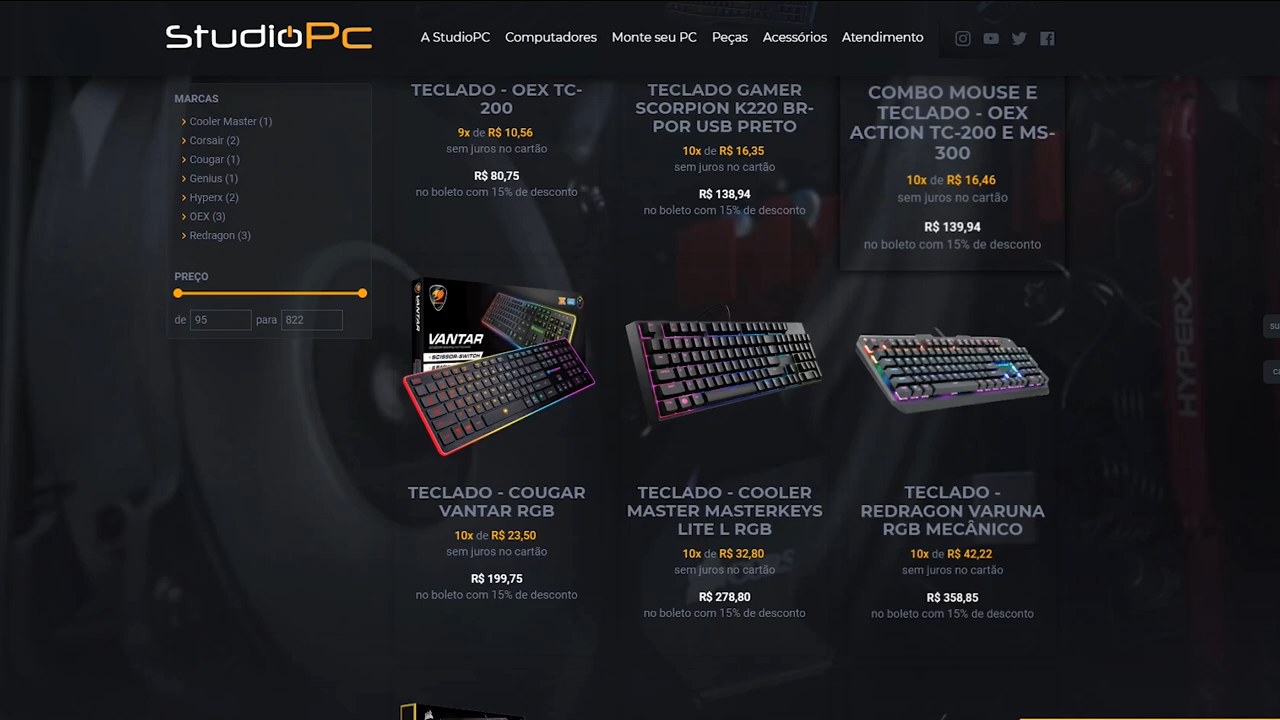 StudioPc
A StudioPC
Computadores
Monte seu PC
Peças
Acessórios
Atendimento
MARCAS
Cooler Master (1)
Corsair (2)
Cougar (1)
Genius (1)
Hyperx (2)
OEX (3)
Redragon (3)
PREÇO
de 95 para 822
TECLADO - OEX TC-
200
9x de R$ 10,56
sem juros no cartão
R$ 80,75
no boleto com 15% de desconto
TECLADO GAMER
SCORPION K220 BR-
POR USB PRETO
10x de R$ 16,35
sem juros no cartão
R$ 138,94
no boleto com 15% de desconto
COMBO MOUSE E
TECLADO - OEX
ACTION TC-200 E MS-
300
10x de R$ 16,46
sem juros no cartão
R$ 139,94
no boleto com 15% de desconto
VANTAR
SCISSOR-SWITCH
TECLADO - COUGAR
VANTAR RGB
10x de R$ 23,50
sem juros no cartão
R$ 199,75
no boleto com 15% de desconto
TECLADO - COOLER
MASTER MASTERKEYS
LITE L RGB
10x de R$ 32,80
sem juros no cartão
R$ 278,80
no boleto com 15% de desconto
TECLADO -
REDRAGON VARUNA
RGB MECÂNICO
10x de R$ 42,22
sem juros no cartão
R$ 358,85
no boleto com 15% de desconto
HYPERX
su
ca